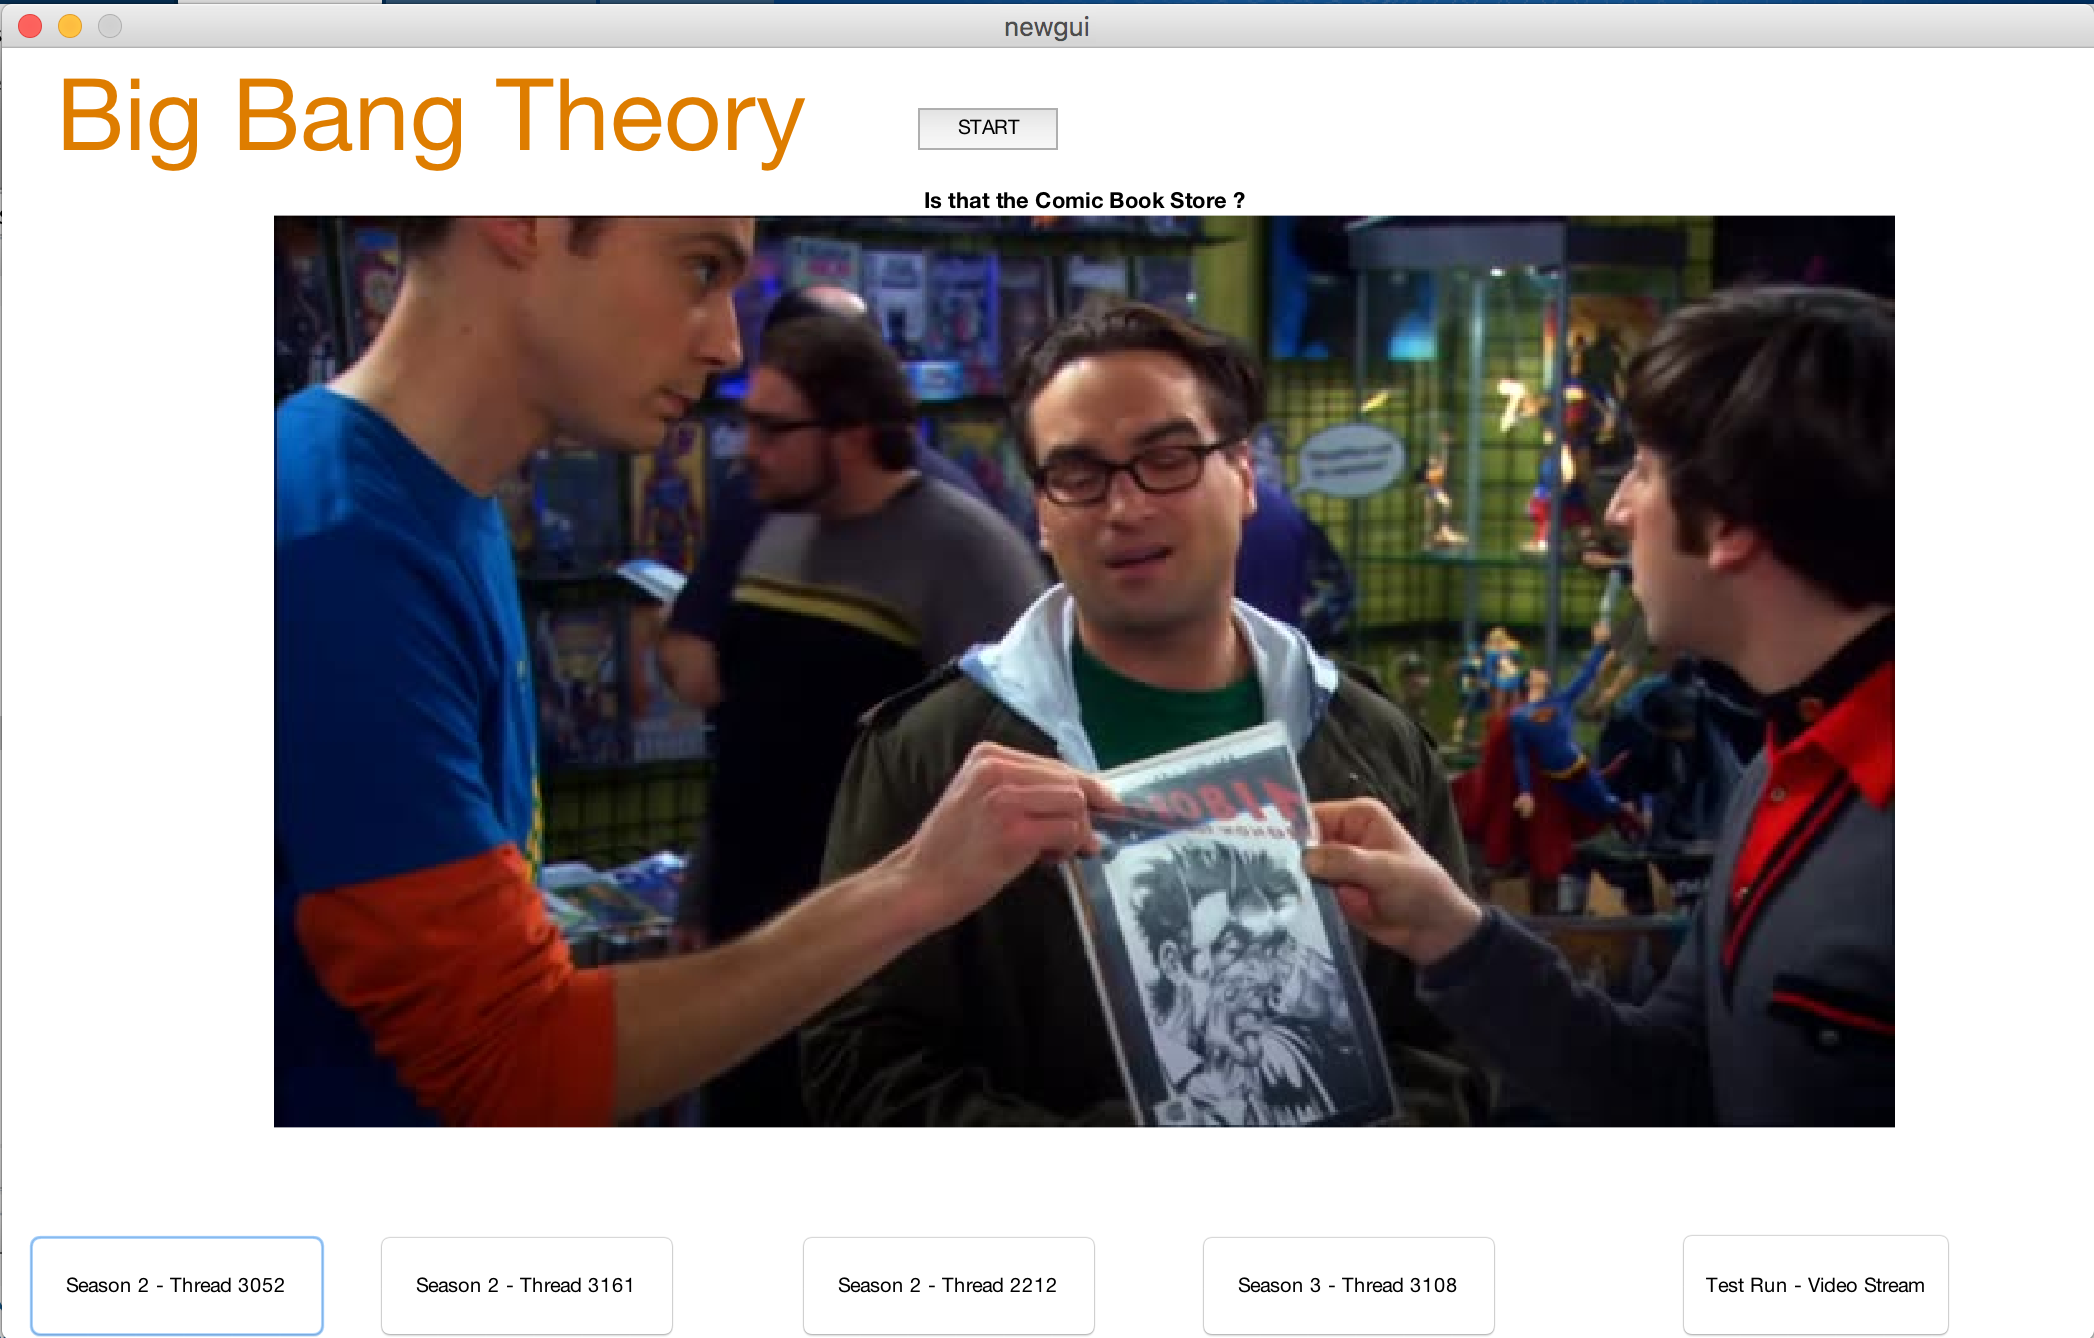 newgui
Big Bang Theory
START
Is that the Comic Book Store ?
Season 2 - Thread 3052
Season 2 - Thread 3161
Season 2 - Thread 2212
Season 3 - Thread 3108
Test Run - Video Stream